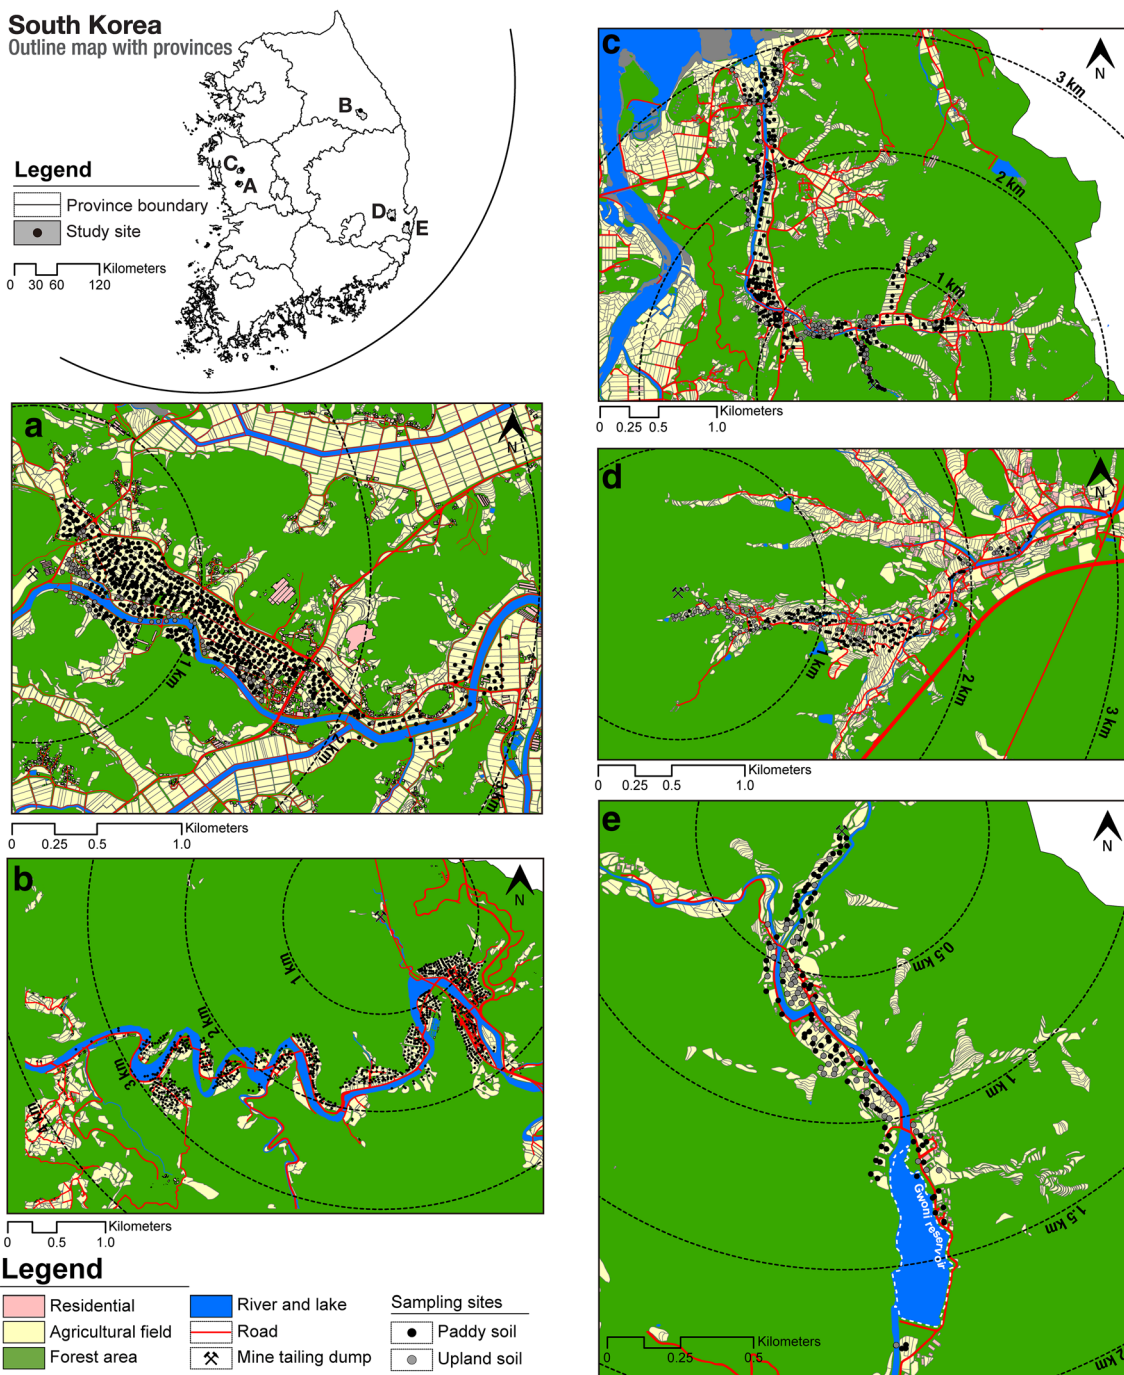 South Korea
Outline map with provinces
B
C
A
D
E
Legend
Province boundary
Study site
Kilometers
0 30 60 120
c
N
3 km
2 km
1 km
Kilometers
0 0.25 0.5 1.0
a
N
1 km
2 km
3 km
Kilometers
0 0.25 0.5 1.0
d
N
1 km
2 km
3 km
Kilometers
0 0.25 0.5 1.0
b
N
1 km
2 km
3 km
4 km
Kilometers
0 0.5 1.0
e
N
0.5 km
1 km
1.5 km
2 km
Gwoni reservoir
Kilometers
0 0.25 0.5
Legend
Residential
Agricultural field
Forest area
River and lake
Road
Mine tailing dump
Sampling sites
Paddy soil
Upland soil